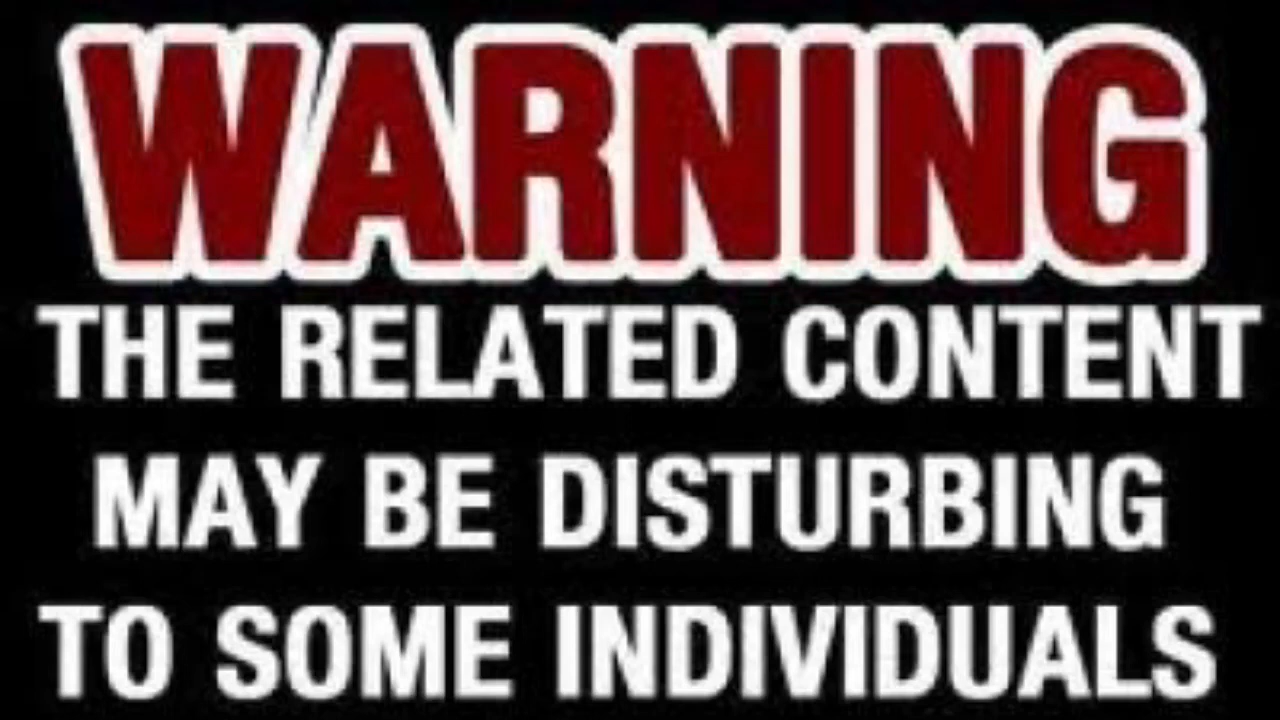 WARNING
THE RELATED CONTENT
MAY BE DISTURBING
TO SOME INDIVIDUALS